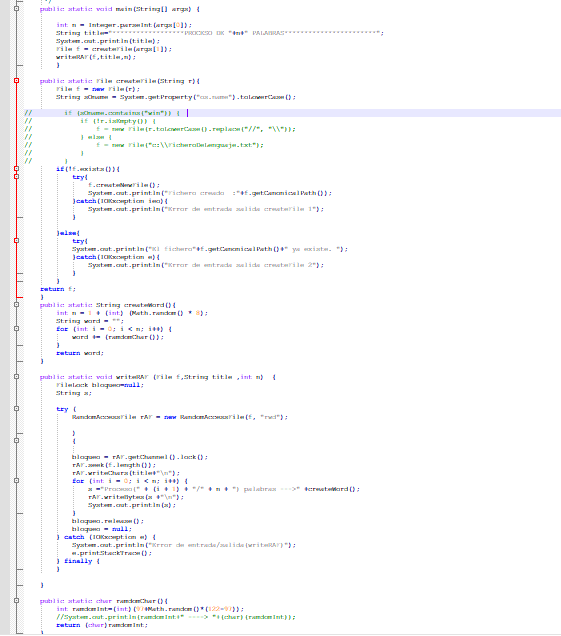 public static void main(String[] args) {
int n = Integer.parseInt(args[0]);
String title="********************PROCESO DE "+n+" PALABRAS*************************";
System.out.println(title);
File f = createFile(args[1]);
writeRAf(f,title,n);
}
public static File createFile(String r){
File f = new File(r);
String sOname = System.getProperty("os.name").toLowerCase();
// if (sOname.contains("win")) {
// if (!r.isEmpty()) {
// f = new File(r.toLowerCase().replace("//", "\\"));
// } else {
// f = new File("c:\\FicheroDeLenguaje.txt");
// }
// }
if(!f.exists()){
try{
f.createNewFile();
System.out.println("Fichero creado :"+f.getCanonicalPath());
}catch(IOException ieo){
System.out.println("Error de entrada salida createFile 1");
}
}else{
try{
System.out.println("El fichero"+f.getCanonicalPath()+" ya existe. ");
}catch(IOException e){
System.out.println("Error de entrada salida createFile 2");
}
}
return f;
}
public static String createWord(){
int n = 1 + (int) (Math.random() * 8);
String word = "";
for (int i = 0; i < n; i++) {
word += (randomChar());
}
return word;
}
public static void writeRAf (File f,String title ,int n) {
FileLock bloqueo=null;
String s;
try {
RandomAccessFile rAf = new RandomAccessFile(f, "rwd");
}
{
bloqueo = rAf.getChannel().lock();
rAf.seek(f.length());
rAf.writeChars(title+"\n");
for (int i = 0; i < n; i++) {
s ="Proceso(" + (i + 1) + "/" + n + ") palabras --->" +createWord();
rAf.writeBytes(s +"\n");
System.out.println(s);
}
bloqueo.release();
bloqueo = null;
} catch (IOException e) {
System.out.println("Error de entrada/salida(writeRAf)");
e.printStackTrace();
} finally {
}
}
public static char randomChar(){
int randomInt=(int)(97+Math.random()*(122-97));
//System.out.println(randomInt+" ----> "+(char)(randomInt));
return (char)randomInt;
}